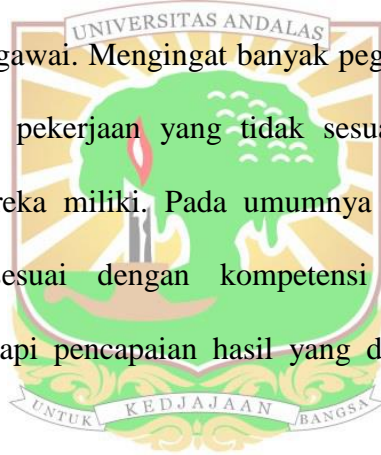 UNIVERSITAS ANDALAS
gawai. Mengingat banyak peg
pekerjaan yang tidak sesua
reka miliki. Pada umumnya
esuai dengan kompetensi
api pencapaian hasil yang d
UNTUK KEDJAJAAN BANGSA